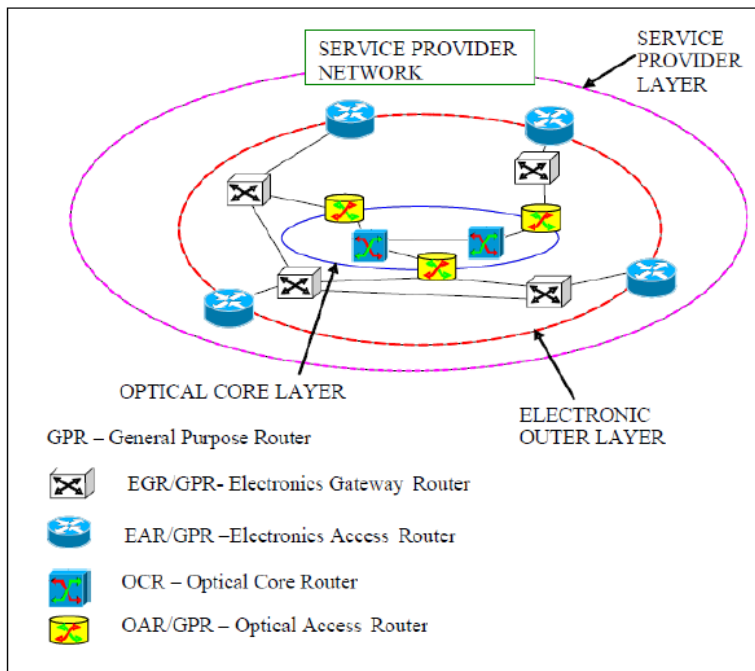 SERVICE PROVIDER
NETWORK
SERVICE
PROVIDER
LAYER
OPTICAL CORE LAYER
ELECTRONIC
OUTER LAYER
GPR – General Purpose Router
EGR/GPR- Electronics Gateway Router
EAR/GPR –Electronics Access Router
OCR – Optical Core Router
OAR/GPR – Optical Access Router